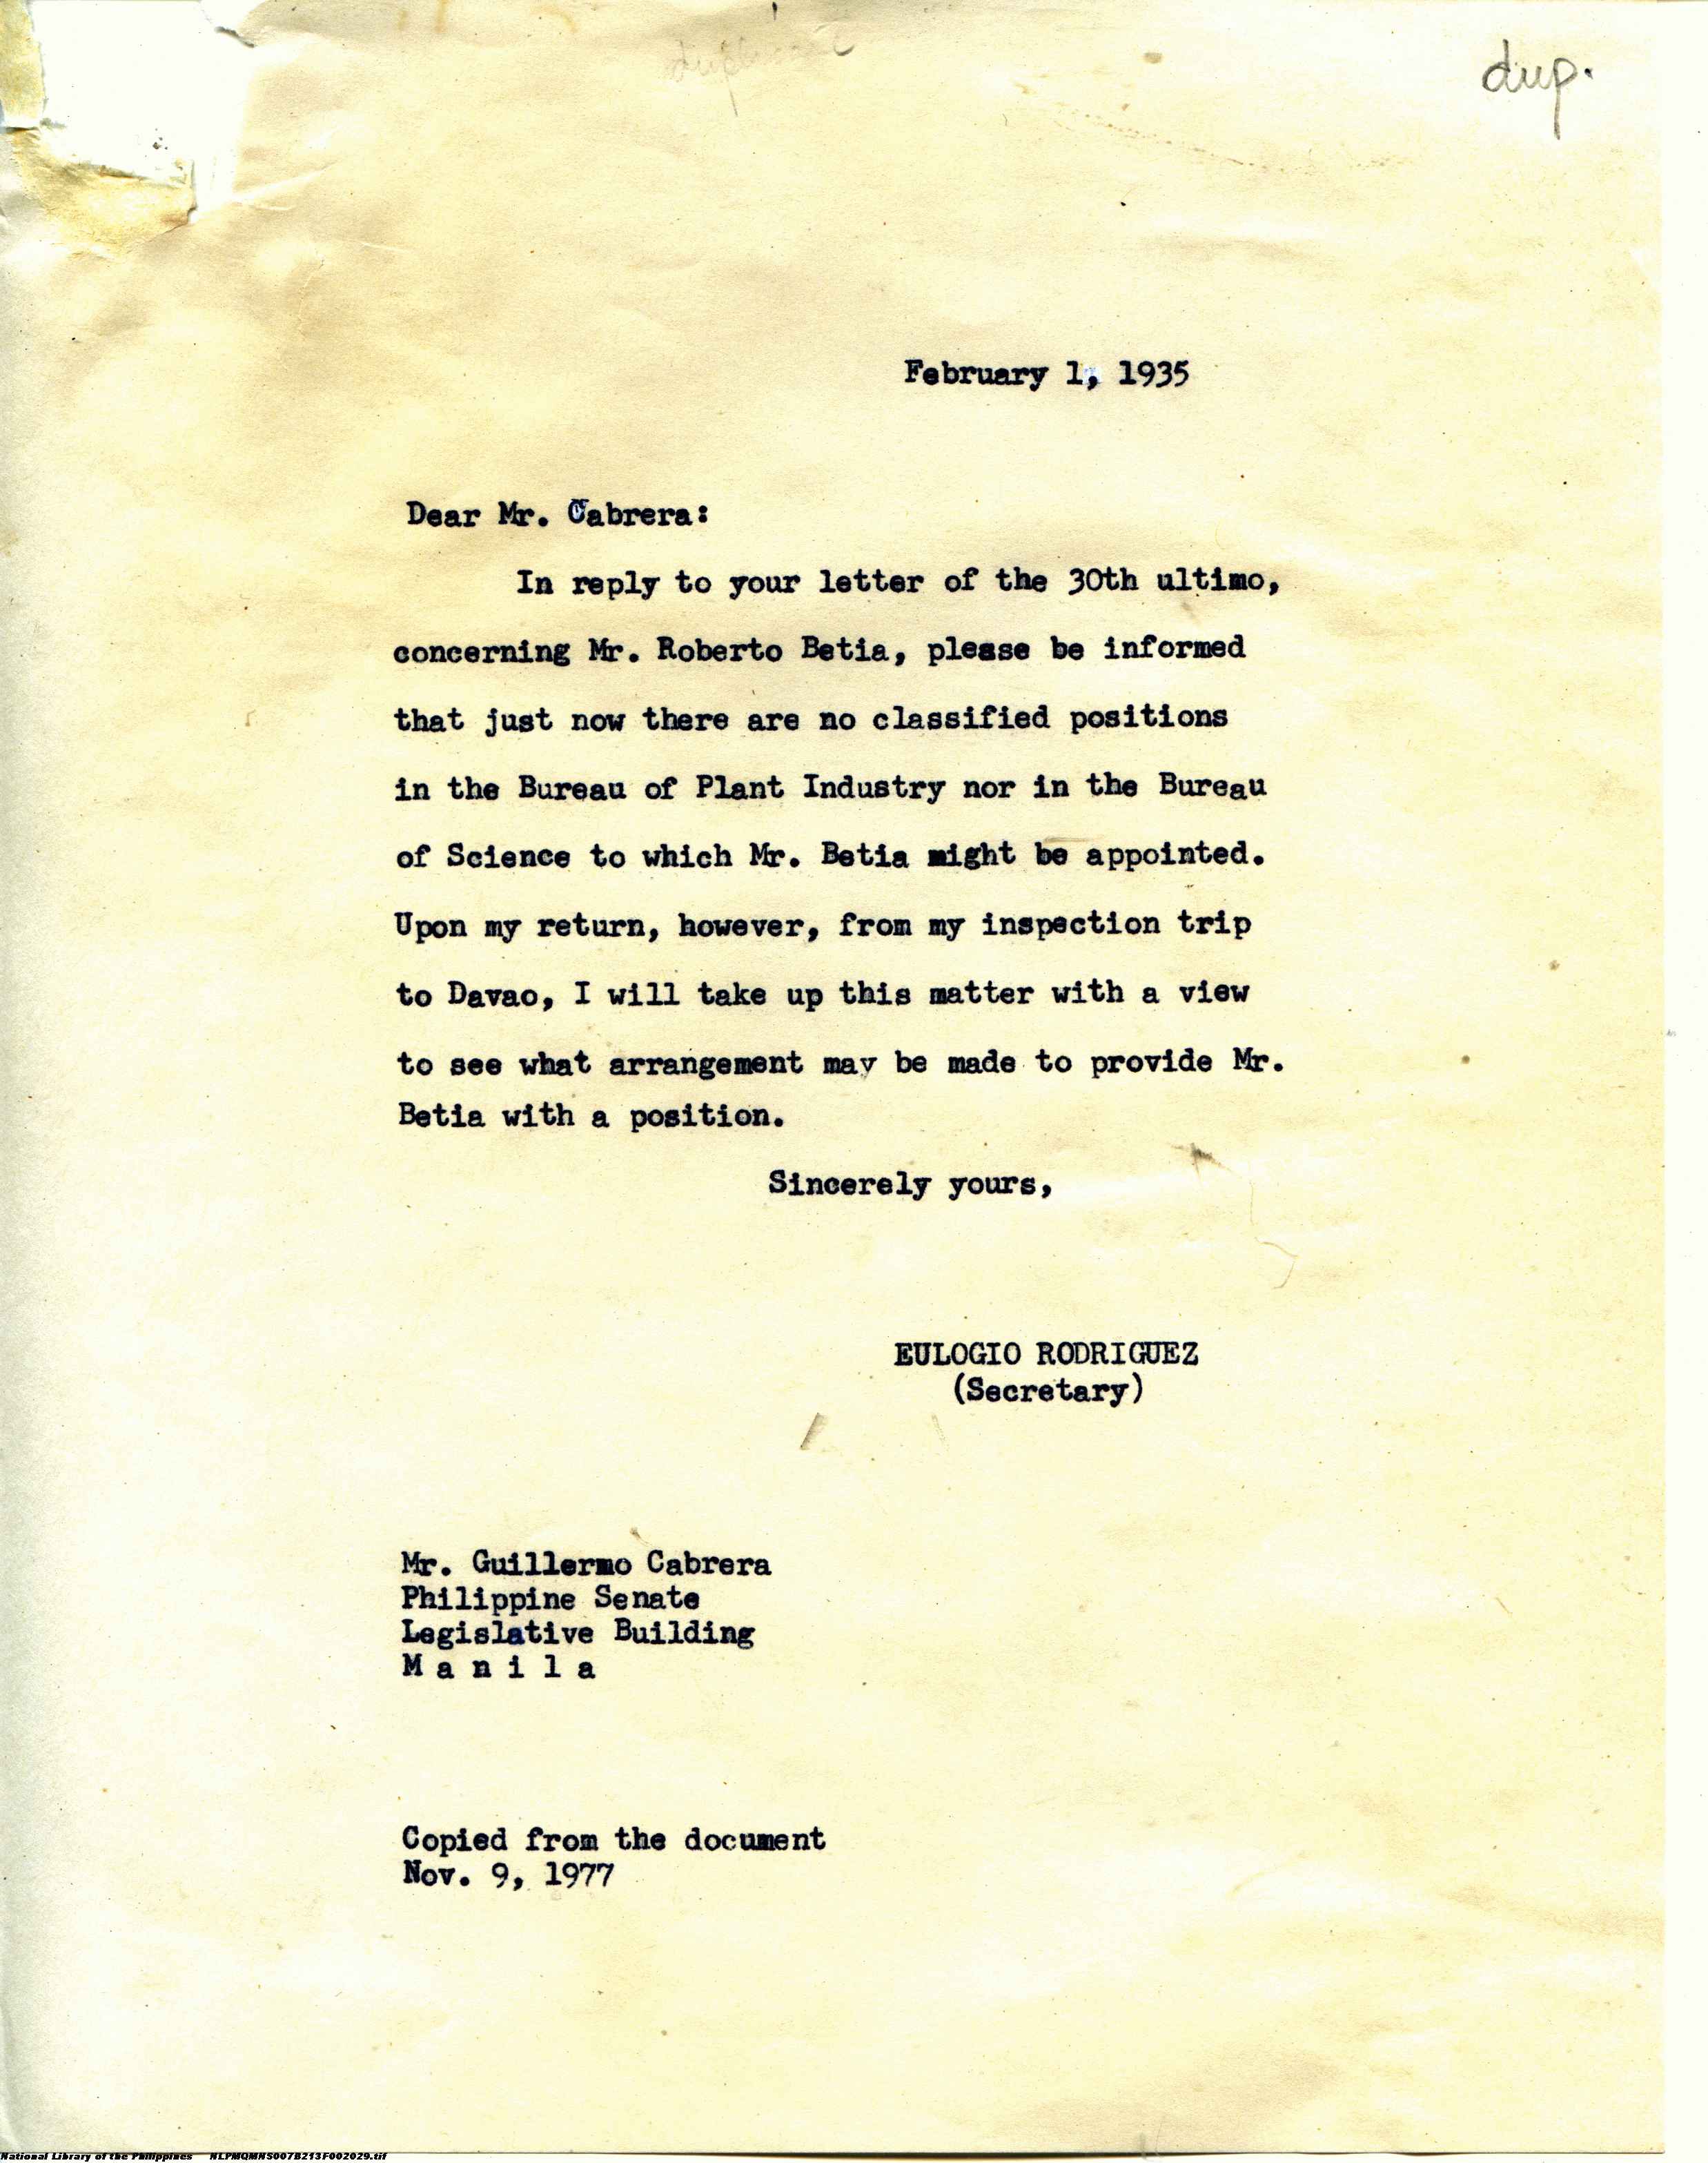 dup.
February 1, 1935
Dear Mr. Cabrera:
In reply to your letter of the 30th ultimo,
concerning Mr. Roberto Betia, please be informed
that just now there are no classified positions
in the Bureau of Plant Industry nor in the Bureau
of Science to which Mr. Betia might be appointed.
Upon my return, however, from my inspection trip
to Davao, I will take up this matter with a view
to see what arrangement may be made to provide Mr.
Betia with a position.
Sincerely yours,
EULOGIO RODRIGUEZ
(Secretary)
Mr. Guillermo Cabrera
Philippine Senate
Legislative Building
M a n i l a
Copied from the document
Nov. 9, 1977
National Library of the Philippines NLPMQMNS007B213F002029.tif